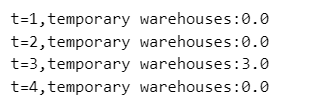 t=1,temporary warehouses:0.0
t=2,temporary warehouses:0.0
t=3,temporary warehouses:3.0
t=4,temporary warehouses:0.0